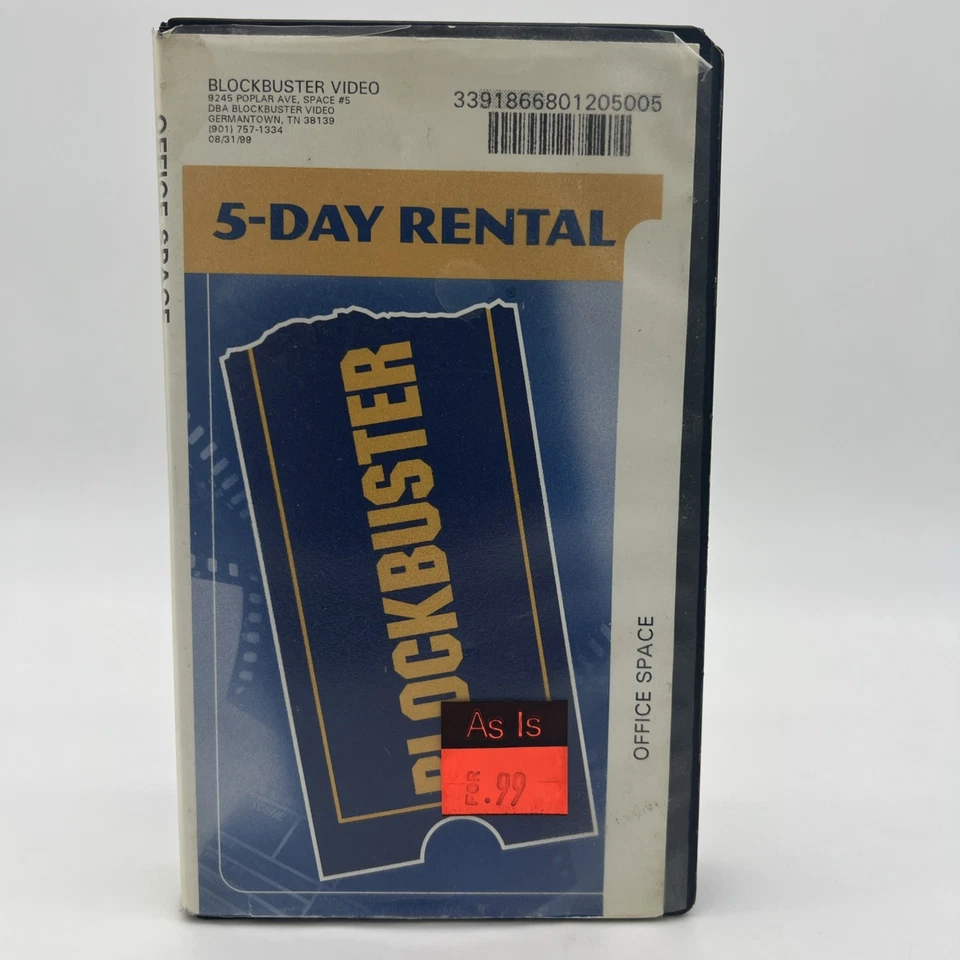 BLOCKBUSTER VIDEO
9245 POPLAR AVE, SPACE #5
DBA BLOCKBUSTER VIDEO
GERMANTOWN, TN 38139
(901) 757-1334
08/31/99
3391866801205005
5-DAY RENTAL
®
BLOCKBUSTER
As Is
FOR .99
OFFICE SPACE
OFFICE SPACE